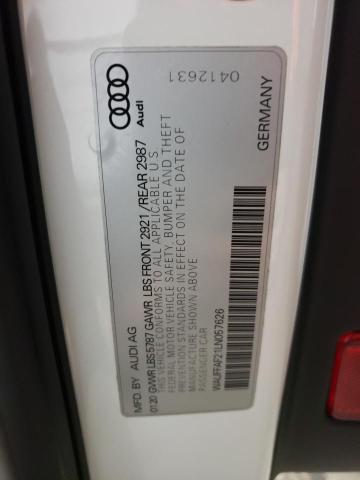 Audi
0412631
MFD. BY AUDI AG GERMANY
01.20 GVWR LBS 5787 GAWR LBS FRONT 2921 / REAR 2987
THIS VEHICLE CONFORMS TO ALL APPLICABLE U.S.
FEDERAL MOTOR VEHICLE SAFETY, BUMPER AND THEFT
PREVENTION STANDARDS IN EFFECT ON THE DATE OF
MANUFACTURE SHOWN ABOVE
PASSENGER CAR
WAUFFAF21LN057626